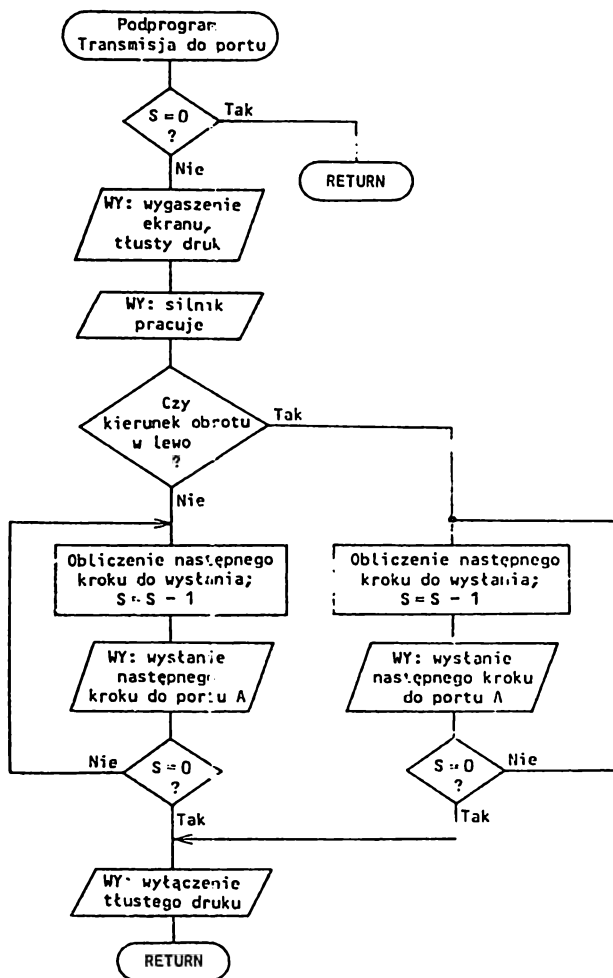 Podprogram
Transmisja do portu
S = 0
?
Tak
Nie
RETURN
WY: wygaszenie
ekranu,
tłusty druk
WY: silnik
pracuje
Czy
kierunek obrotu
w lewo
?
Tak
Nie
Obliczenie następnego
kroku do wysłania;
S = S - 1
Obliczenie następnego
kroku do wysłania;
S = S - 1
WY: wysłanie
następnego
kroku do portu A
WY: wysłanie
następnego kroku
do portu A
Nie
S = 0
?
Tak
S = 0
?
Nie
Tak
WY: wyłączenie
tłustego druku
RETURN